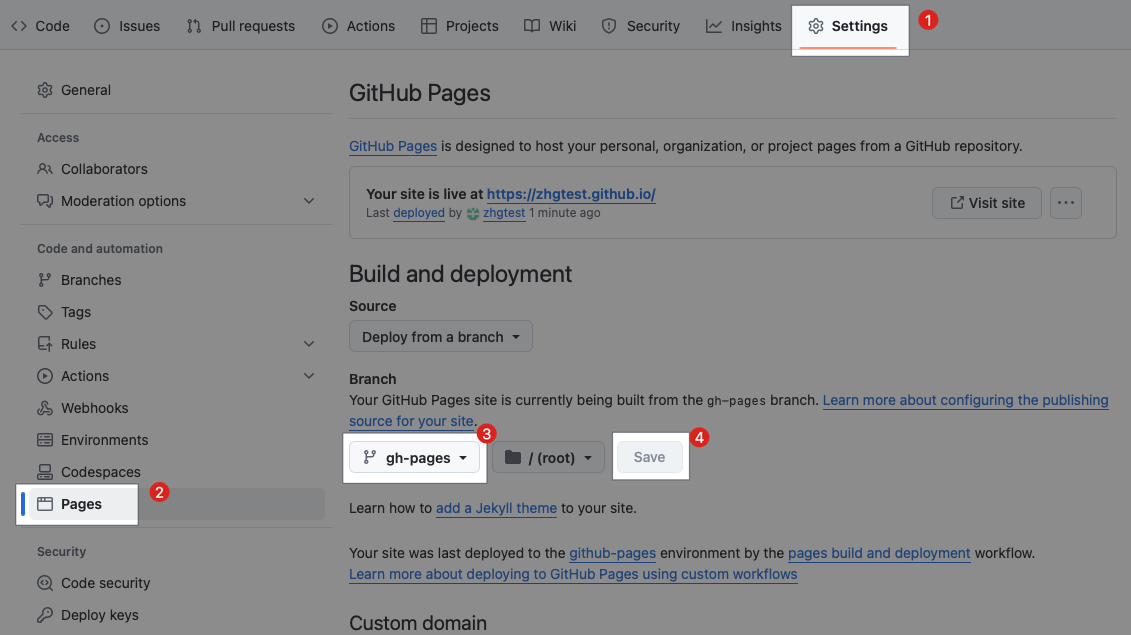 Code Issues Pull requests Actions Projects Wiki Security Insights Settings 1
General
Access
Collaborators
Moderation options
Code and automation
Branches
Tags
Rules
Actions
Webhooks
Environments
Codespaces
Pages 2
Security
Code security
Deploy keys
GitHub Pages
GitHub Pages is designed to host your personal, organization, or project pages from a GitHub repository.
Your site is live at https://zhgtest.github.io/
Last deployed by zhgtest 1 minute ago
Visit site
Build and deployment
Source
Deploy from a branch
Branch
Your GitHub Pages site is currently being built from the gh-pages branch. Learn more about configuring the publishing
source for your site.
gh-pages 3 / (root) Save 4
Learn how to add a Jekyll theme to your site.
Your site was last deployed to the github-pages environment by the pages build and deployment workflow.
Learn more about deploying to GitHub Pages using custom workflows
Custom domain